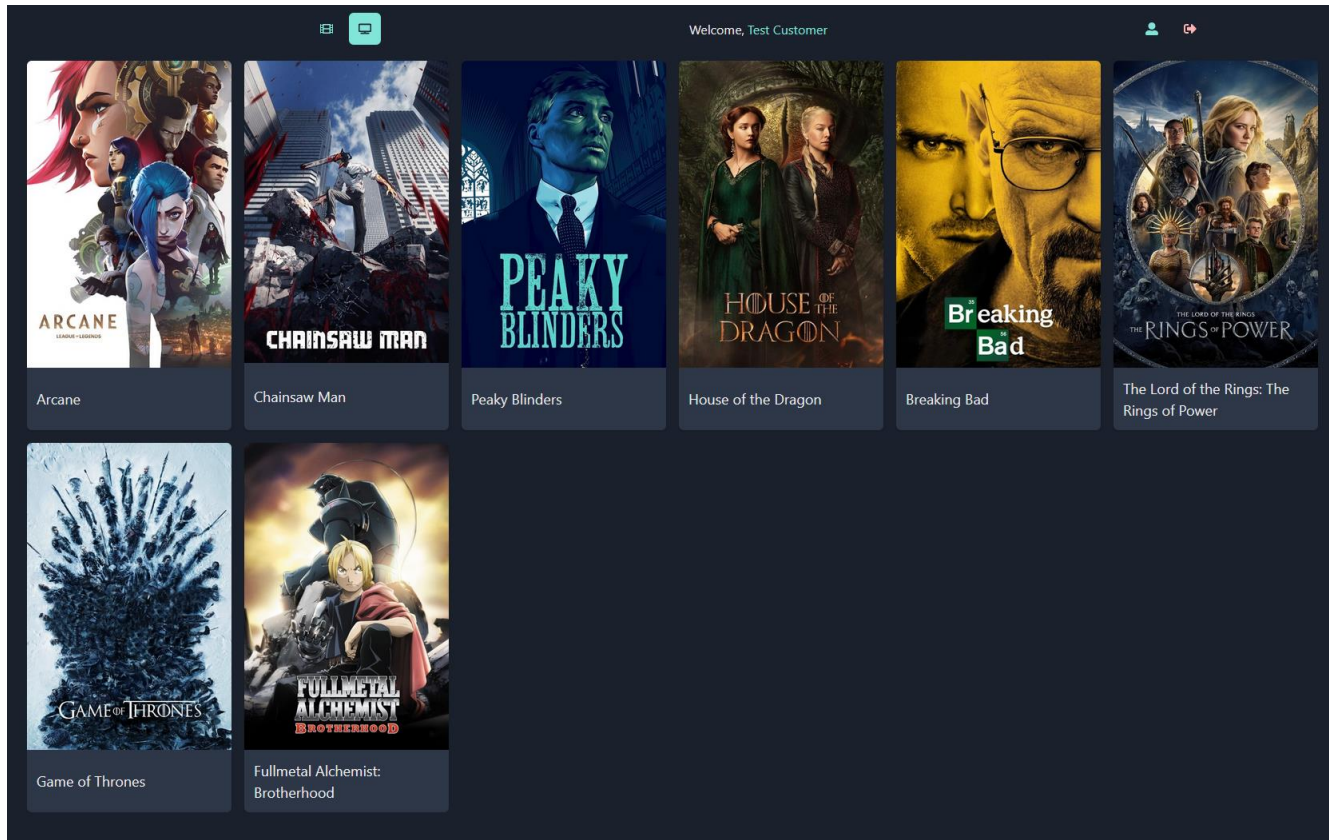 Welcome, Test Customer
ARCANE
LEAGUE OF LEGENDS
CHAINSAW MAN
PEAKY
BLINDERS
HOUSE OF THE
DRAGON
35
Breaking
56
Bad
THE LORD OF THE RINGS
THE RINGS OF POWER
Arcane
Chainsaw Man
Peaky Blinders
House of the Dragon
Breaking Bad
The Lord of the Rings: The
Rings of Power
GAME OF THRONES
FULLMETAL
ALCHEMIST
BROTHERHOOD
Game of Thrones
Fullmetal Alchemist:
Brotherhood